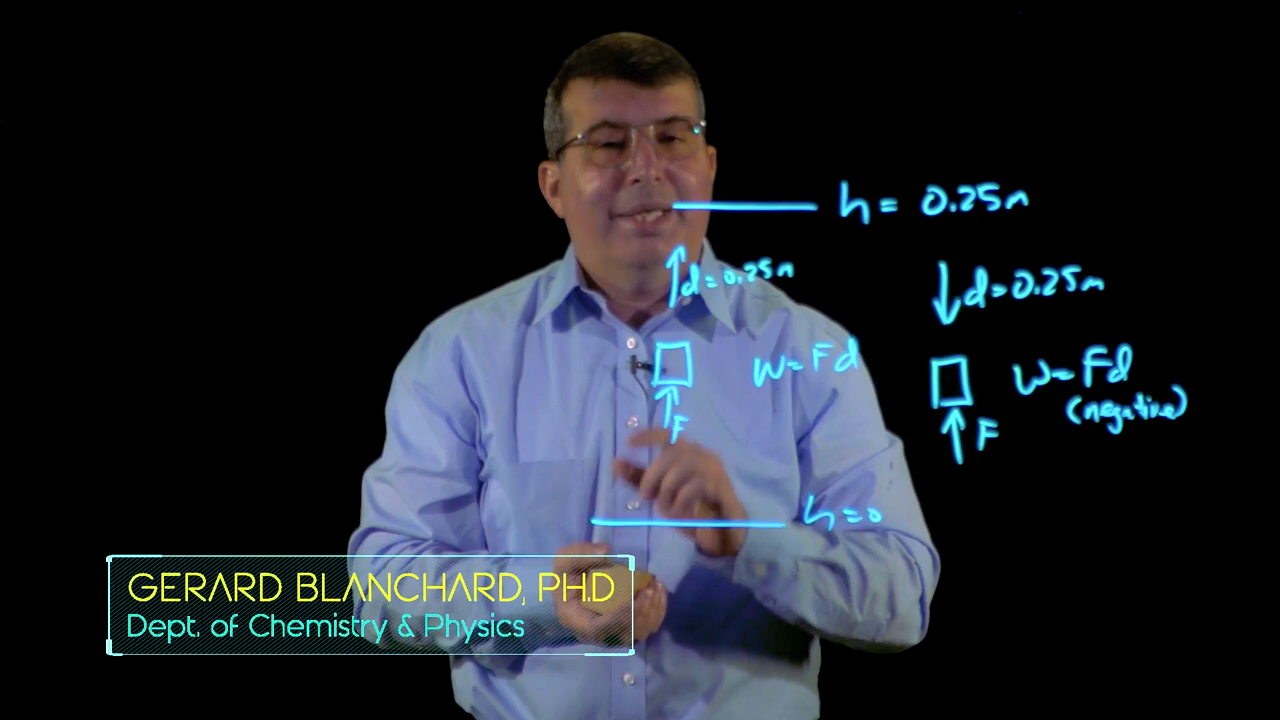 h = 0.25m
d = 0.25m
d = 0.25m
W = Fd
W = Fd
(negative)
F
F
h = 0
GERARD BLANCHARD, PH.D
Dept. of Chemistry & Physics